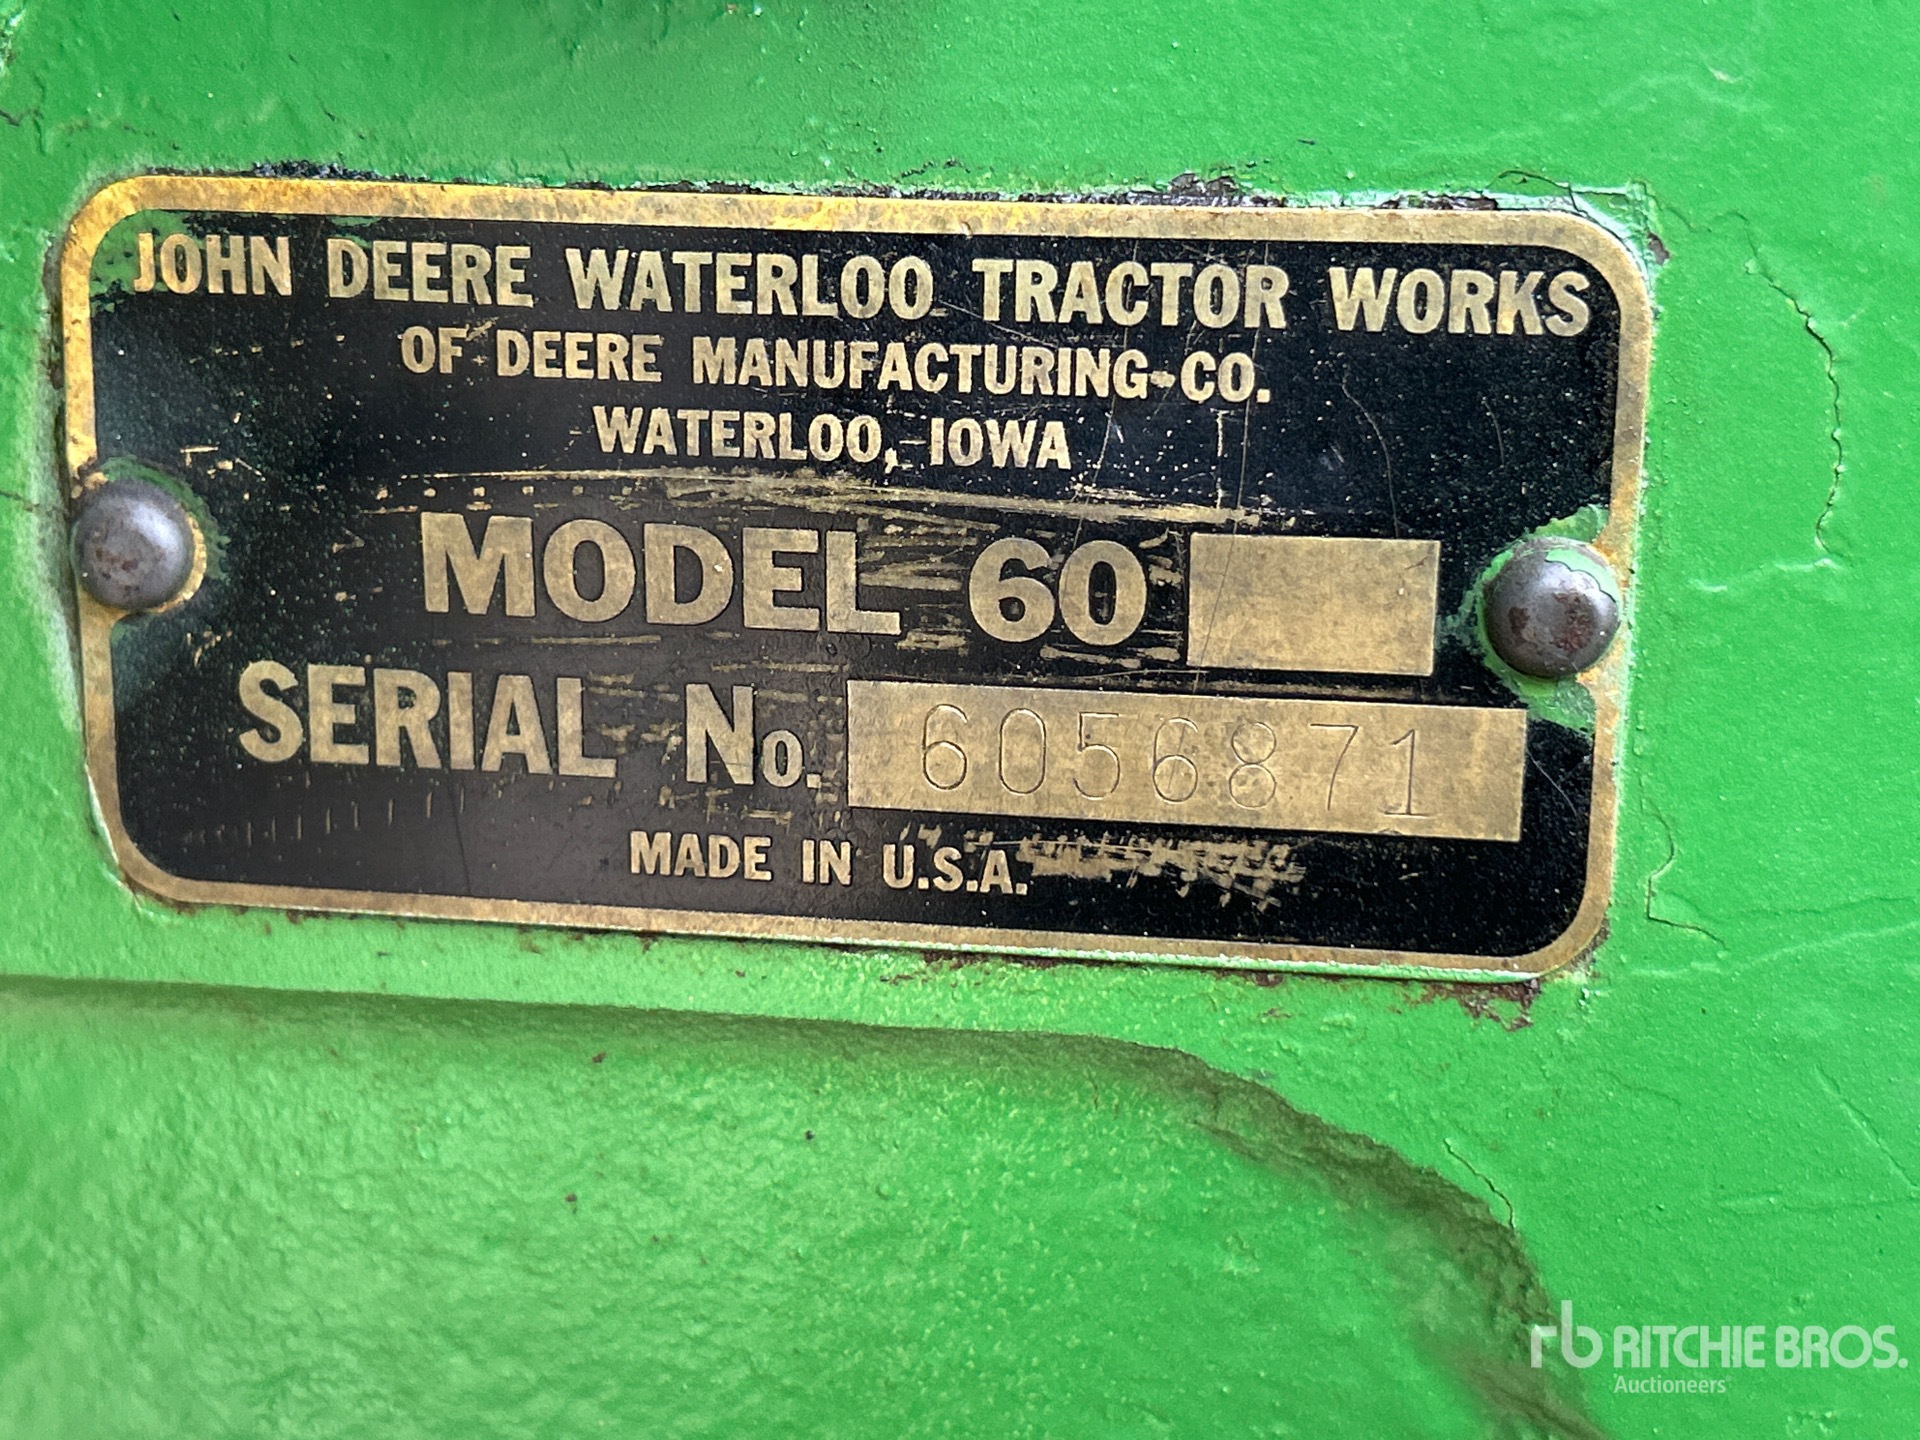 JOHN DEERE WATERLOO TRACTOR WORKS
OF DEERE MANUFACTURING CO.
WATERLOO, IOWA
MODEL 60
SERIAL No. 6056871
MADE IN U.S.A.
rb RITCHIE BROS.
Auctioneers